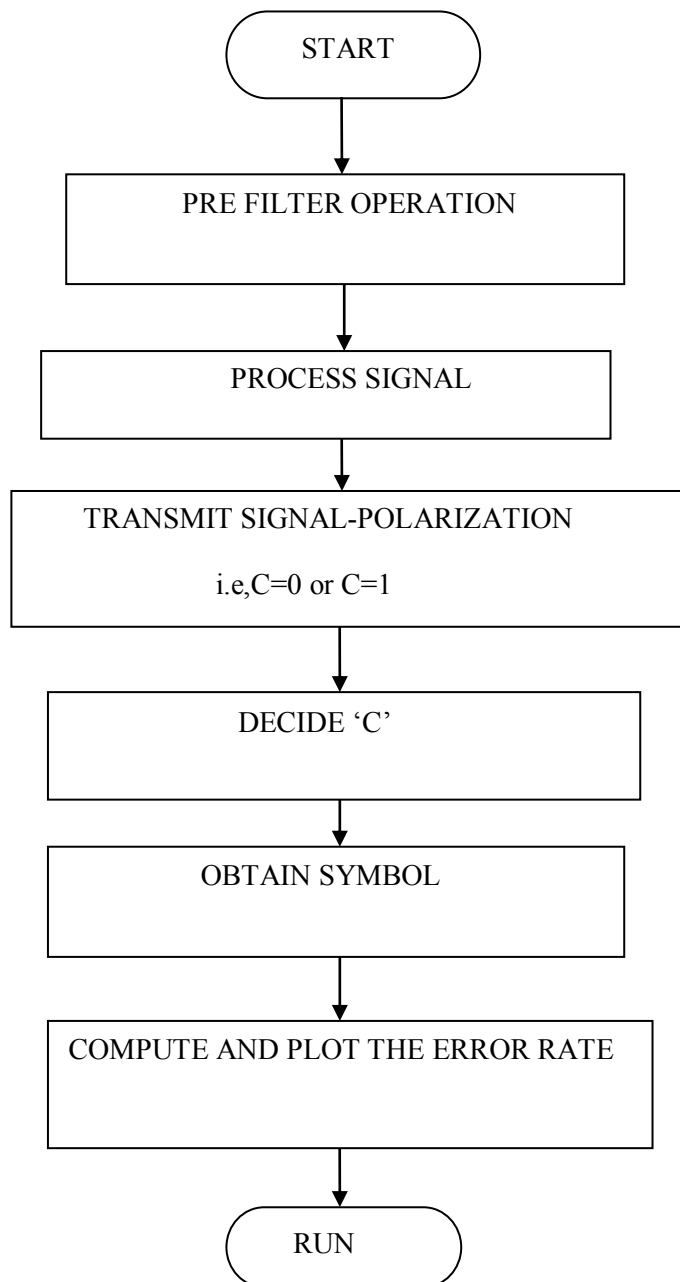 START
PRE FILTER OPERATION
PROCESS SIGNAL
TRANSMIT SIGNAL-POLARIZATION
i.e,C=0 or C=1
DECIDE ‘C’
OBTAIN SYMBOL
COMPUTE AND PLOT THE ERROR RATE
RUN